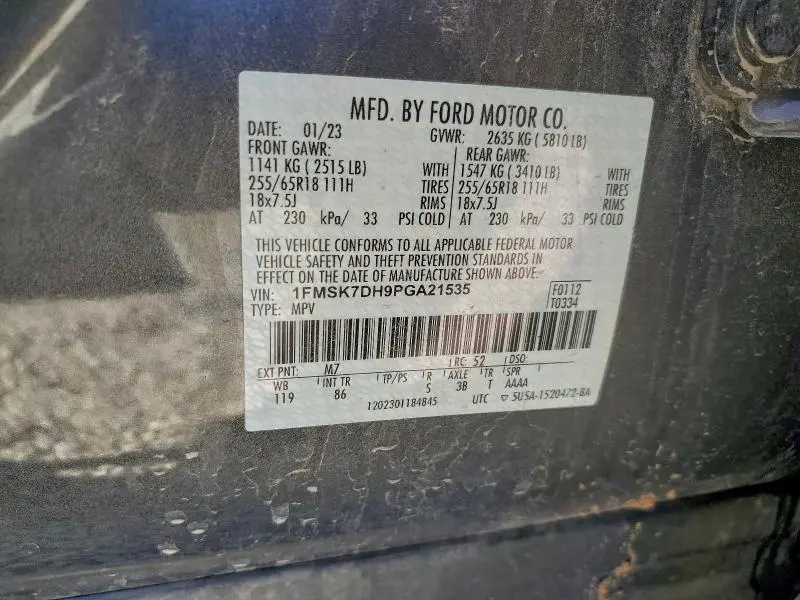 MFD. BY FORD MOTOR CO.
DATE: 01/23 GVWR: 2635 KG ( 5810 LB)
FRONT GAWR: REAR GAWR:
1141 KG ( 2515 LB) WITH 1547 KG ( 3410 LB) WITH
255/65R18 111H TIRES 255/65R18 111H TIRES
18x7.5J RIMS 18x7.5J RIMS
AT 230 kPa/ 33 PSI COLD AT 230 kPa/ 33 PSI COLD
THIS VEHICLE CONFORMS TO ALL APPLICABLE FEDERAL MOTOR
VEHICLE SAFETY AND THEFT PREVENTION STANDARDS IN
EFFECT ON THE DATE OF MANUFACTURE SHOWN ABOVE.
VIN: 1FMSK7DH9PGA21535 F0112
TYPE: MPV T0334
EXT PNT: M7 RC: 52 DSO:
WB INT TR TP/PS R AXLE TR SPR
119 86 S 3B T AAAA
1202301184845 UTC ▽ 5U5A-1520472-BA